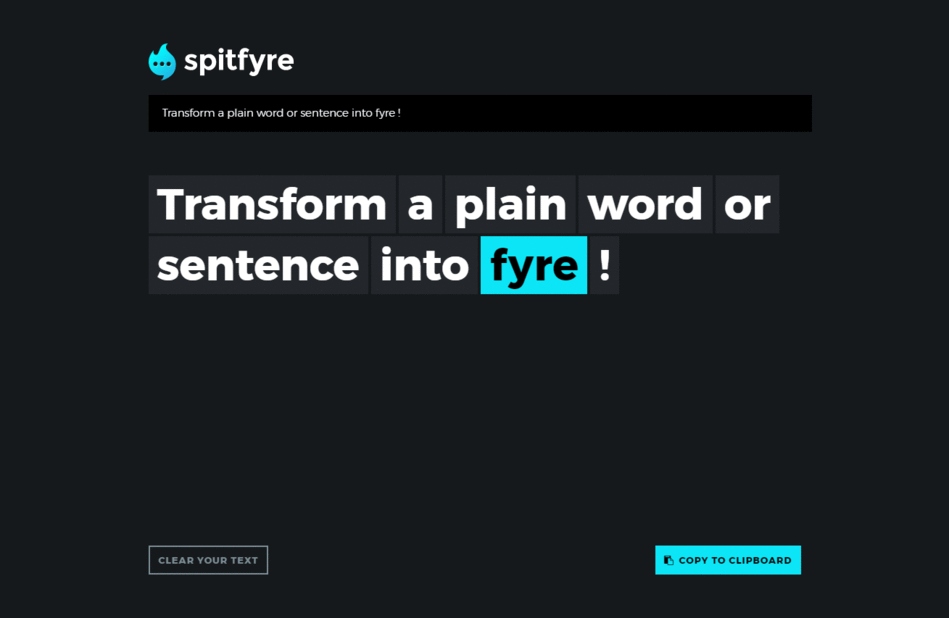 spitfyre
Transform a plain word or sentence into fyre !
Transform a plain word or
sentence into fyre !
CLEAR YOUR TEXT
COPY TO CLIPBOARD